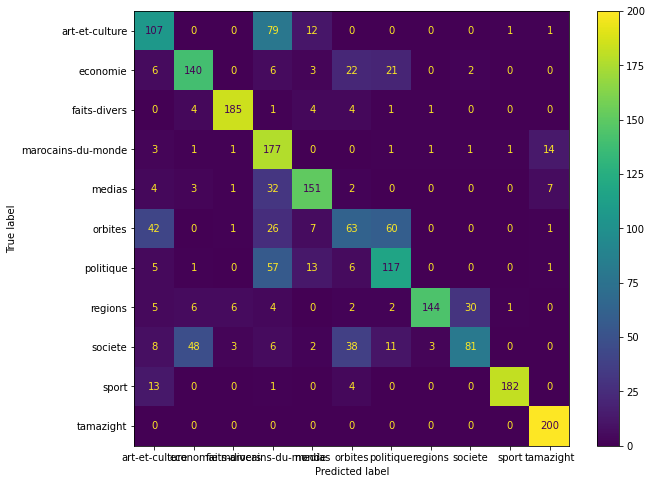 art-et-culture 107 0 0 79 12 0 0 0 0 1 1
economie 6 140 0 6 3 22 21 0 2 0 0
faits-divers 0 4 185 1 4 4 1 1 0 0 0
marocains-du-monde 3 1 1 177 0 0 1 1 1 1 14
medias 4 3 1 32 151 2 0 0 0 0 7
orbites 42 0 1 26 7 63 60 0 0 0 1
politique 5 1 0 57 13 6 117 0 0 0 1
regions 5 6 6 4 0 2 2 144 30 1 0
societe 8 48 3 6 2 38 11 3 81 0 0
sport 13 0 0 1 0 4 0 0 0 182 0
tamazight 0 0 0 0 0 0 0 0 0 0 200
art-et-culture economie faits-divers marocains-du-monde medias orbites politique regions societe sport tamazight
Predicted label
True label
200
175
150
125
100
75
50
25
0